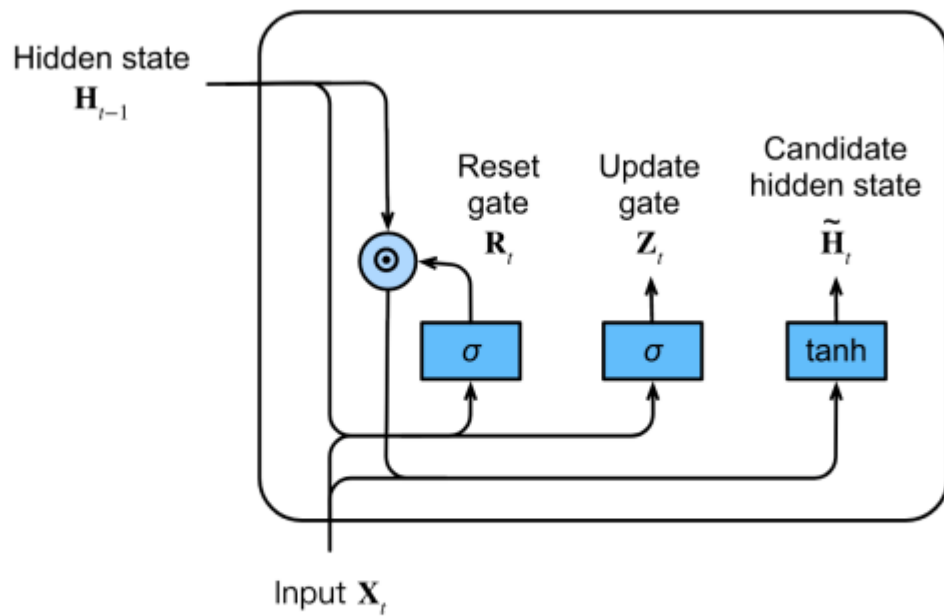 Hidden state
H_{t−1}
Reset
gate
R_t
Update
gate
Z_t
Candidate
hidden state
H̃_t
σ
σ
tanh
Input X_t